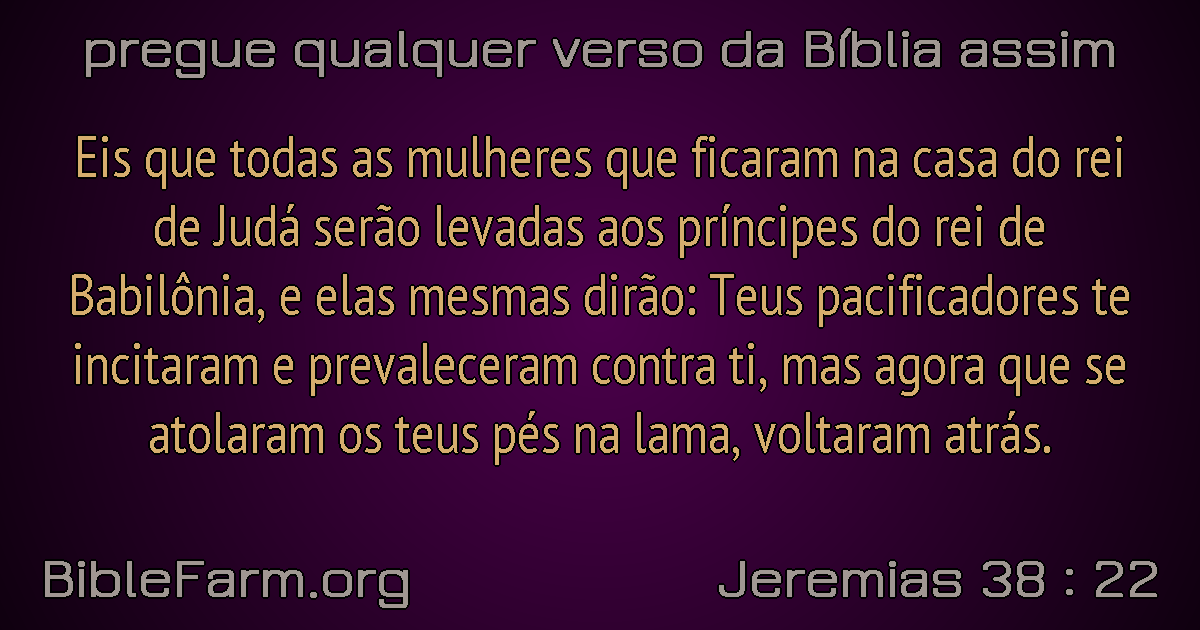 pregue qualquer verso da Bíblia assim
Eis que todas as mulheres que ficaram na casa do rei
de Judá serão levadas aos príncipes do rei de
Babilônia, e elas mesmas dirão: Teus pacificadores te
incitaram e prevaleceram contra ti, mas agora que se
atolaram os teus pés na lama, voltaram atrás.
BibleFarm.org
Jeremias 38 : 22